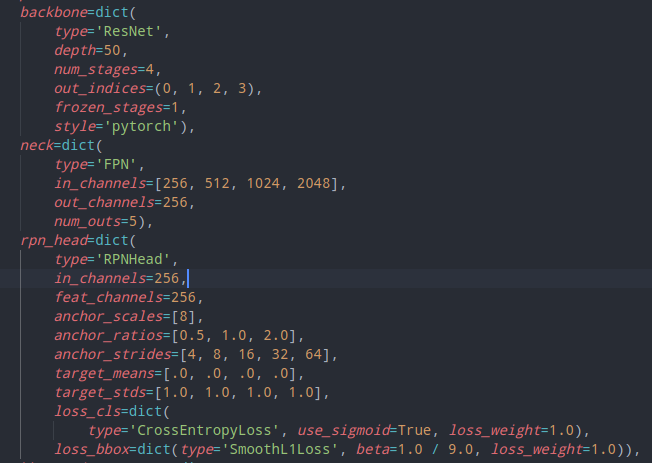 backbone=dict(
type='ResNet',
depth=50,
num_stages=4,
out_indices=(0, 1, 2, 3),
frozen_stages=1,
style='pytorch'),
neck=dict(
type='FPN',
in_channels=[256, 512, 1024, 2048],
out_channels=256,
num_outs=5),
rpn_head=dict(
type='RPNHead',
in_channels=256,
feat_channels=256,
anchor_scales=[8],
anchor_ratios=[0.5, 1.0, 2.0],
anchor_strides=[4, 8, 16, 32, 64],
target_means=[.0, .0, .0, .0],
target_stds=[1.0, 1.0, 1.0, 1.0],
loss_cls=dict(
type='CrossEntropyLoss', use_sigmoid=True, loss_weight=1.0),
loss_bbox=dict(type='SmoothL1Loss', beta=1.0 / 9.0, loss_weight=1.0)),